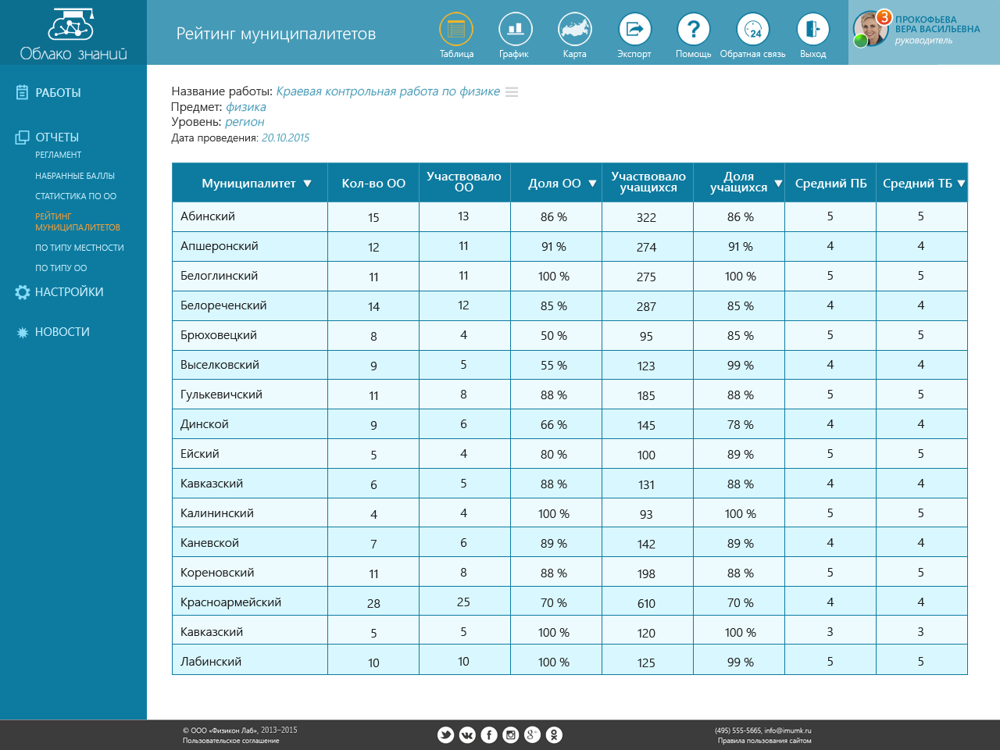 Облако знаний
Рейтинг муниципалитетов
Таблица
График
Карта
Экспорт
Помощь
24
Обратная связь
Выход
3
ПРОКОФЬЕВА
ВЕРА ВАСИЛЬЕВНА
руководитель
РАБОТЫ
ОТЧЕТЫ
РЕГЛАМЕНТ
НАБРАННЫЕ БАЛЛЫ
СТАТИСТИКА ПО ОО
РЕЙТИНГ
МУНИЦИПАЛИТЕТОВ
ПО ТИПУ МЕСТНОСТИ
ПО ТИПУ ОО
НАСТРОЙКИ
НОВОСТИ
Название работы: Краевая контрольная работа по физике
Предмет: физика
Уровень: регион
Дата проведения: 20.10.2015
Муниципалитет ▼ Кол-во ОО Участвовало ОО Доля ОО ▼ Участвовало учащихся Доля учащихся ▼ Средний ПБ Средний ТБ ▼
Абинский 15 13 86 % 322 86 % 5 5
Апшеронский 12 11 91 % 274 91 % 4 4
Белоглинский 11 11 100 % 275 100 % 5 5
Белореченский 14 12 85 % 287 85 % 4 4
Брюховецкий 8 4 50 % 95 85 % 5 5
Выселковский 9 5 55 % 123 99 % 4 4
Гулькевичский 11 8 88 % 185 88 % 5 5
Динской 9 6 66 % 145 78 % 4 4
Ейский 5 4 80 % 100 89 % 5 5
Кавказский 6 5 88 % 131 88 % 4 4
Калининский 4 4 100 % 93 100 % 5 5
Каневской 7 6 89 % 142 89 % 4 4
Кореновский 11 8 88 % 198 88 % 5 5
Красноармейский 28 25 70 % 610 70 % 4 4
Кавказский 5 5 100 % 120 100 % 3 3
Лабинский 10 10 100 % 125 99 % 5 5
© ООО «Физикон Лаб», 2013–2015
Пользовательское соглашение
(495) 555-5665, info@imumk.ru
Правила пользования сайтом